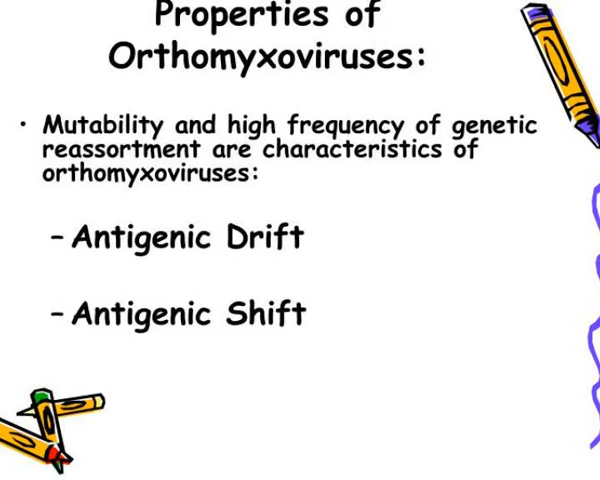 Properties of
Orthomyxoviruses:
• Mutability and high frequency of genetic
reassortment are characteristics of
orthomyxoviruses:
– Antigenic Drift
– Antigenic Shift